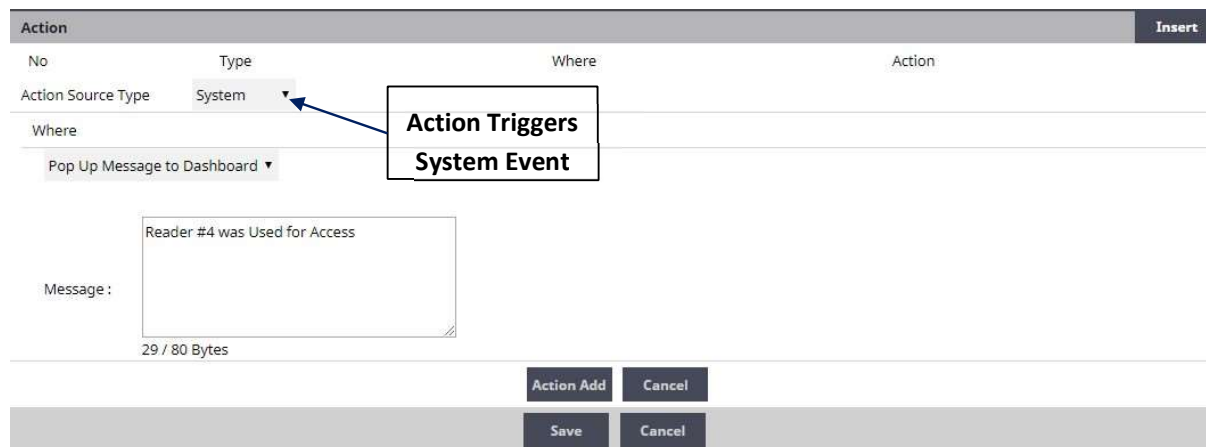 Action Insert
No Type Where Action
Action Source Type System
Action Triggers
System Event
Where
Pop Up Message to Dashboard
Reader #4 was Used for Access
Message :
29 / 80 Bytes
Action Add Cancel
Save Cancel